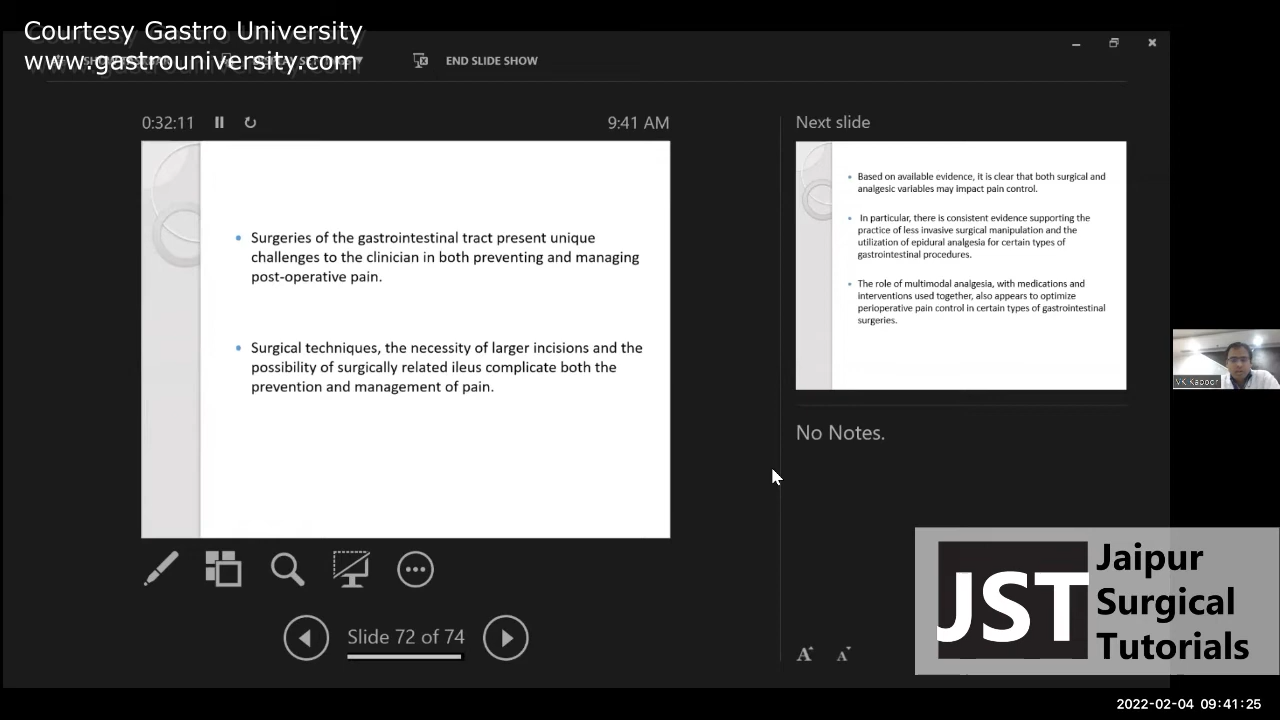 Courtesy Gastro University
www.gastrouniversity.com
END SLIDE SHOW
0:32:11
9:41 AM
Next slide
• Surgeries of the gastrointestinal tract present unique
challenges to the clinician in both preventing and managing
post-operative pain.
• Surgical techniques, the necessity of larger incisions and the
possibility of surgically related ileus complicate both the
prevention and management of pain.
• Based on available evidence, it is clear that both surgical and
analgesic variables may impact pain control.
• In particular, there is consistent evidence supporting the
practice of less invasive surgical manipulation and the
utilization of epidural analgesia for certain types of
gastrointestinal procedures.
• The role of multimodal analgesia, with medications and
interventions used together, also appears to optimize
perioperative pain control in certain types of gastrointestinal
surgeries.
VK Kapoor
No Notes.
Slide 72 of 74
A A
JST
Jaipur
Surgical
Tutorials
2022-02-04 09:41:25